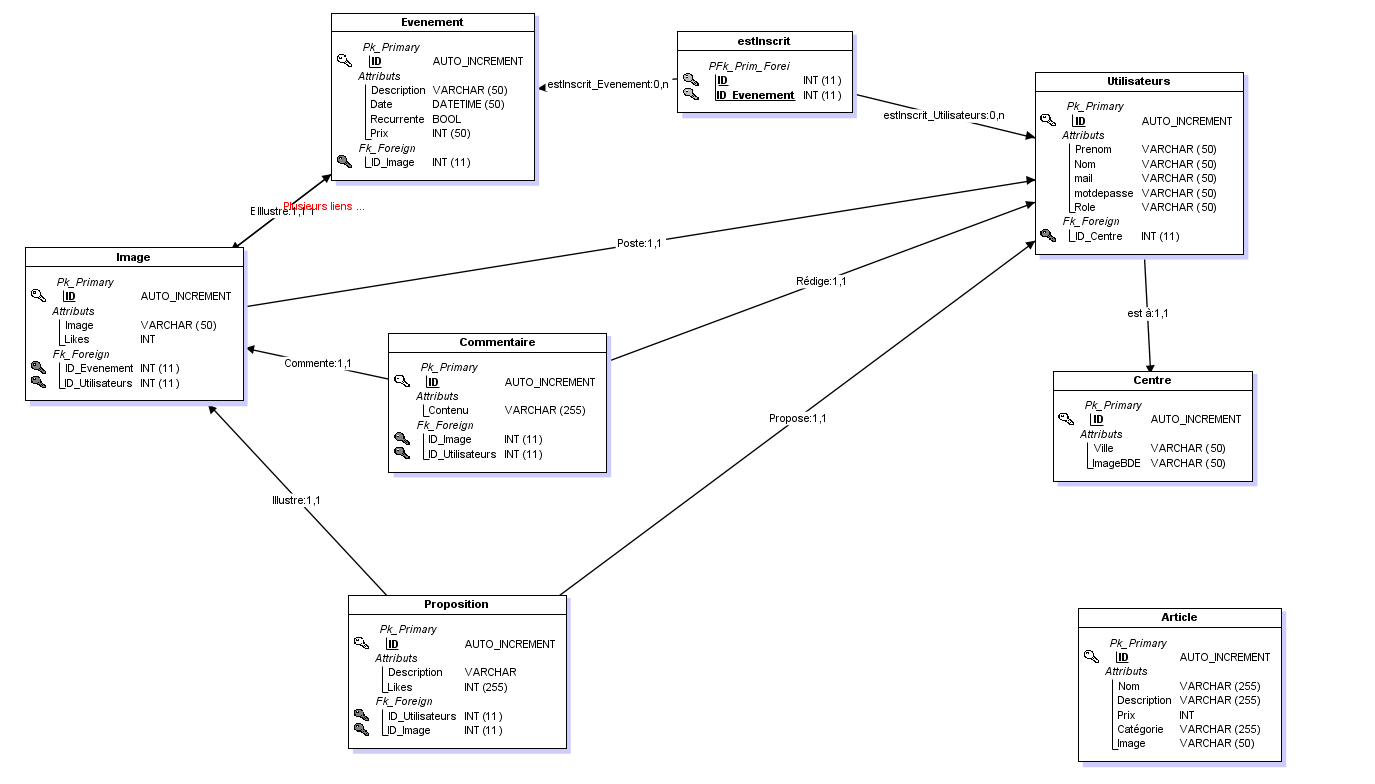 Evenement
Pk_Primary
ID AUTO_INCREMENT
Attributs
Description VARCHAR (50)
Date DATETIME (50)
Recurrente BOOL
Prix INT (50)
Fk_Foreign
ID_Image INT (11)
estInscrit
PFk_Prim_Forei
ID INT (11)
ID_Evenement INT (11)
estInscrit_Evenement:0,n
estInscrit_Utilisateurs:0,n
Utilisateurs
Pk_Primary
ID AUTO_INCREMENT
Attributs
Prenom VARCHAR (50)
Nom VARCHAR (50)
mail VARCHAR (50)
motdepasse VARCHAR (50)
Role VARCHAR (50)
Fk_Foreign
ID_Centre INT (11)
Plusieurs liens ...
Poste:1,1
Image
Pk_Primary
ID AUTO_INCREMENT
Attributs
Image VARCHAR (50)
Likes INT
Fk_Foreign
ID_Evenement INT (11)
ID_Utilisateurs INT (11)
Rédige:1,1
est à:1,1
Commente:1,1
Commentaire
Pk_Primary
ID AUTO_INCREMENT
Attributs
Contenu VARCHAR (255)
Fk_Foreign
ID_Image INT (11)
ID_Utilisateurs INT (11)
Centre
Pk_Primary
ID AUTO_INCREMENT
Attributs
Ville VARCHAR (50)
ImageBDE VARCHAR (50)
Propose:1,1
Illustre:1,1
Proposition
Pk_Primary
ID AUTO_INCREMENT
Attributs
Description VARCHAR
Likes INT (255)
Fk_Foreign
ID_Utilisateurs INT (11)
ID_Image INT (11)
Article
Pk_Primary
ID AUTO_INCREMENT
Attributs
Nom VARCHAR (255)
Description VARCHAR (255)
Prix INT
Catégorie VARCHAR (255)
Image VARCHAR (50)